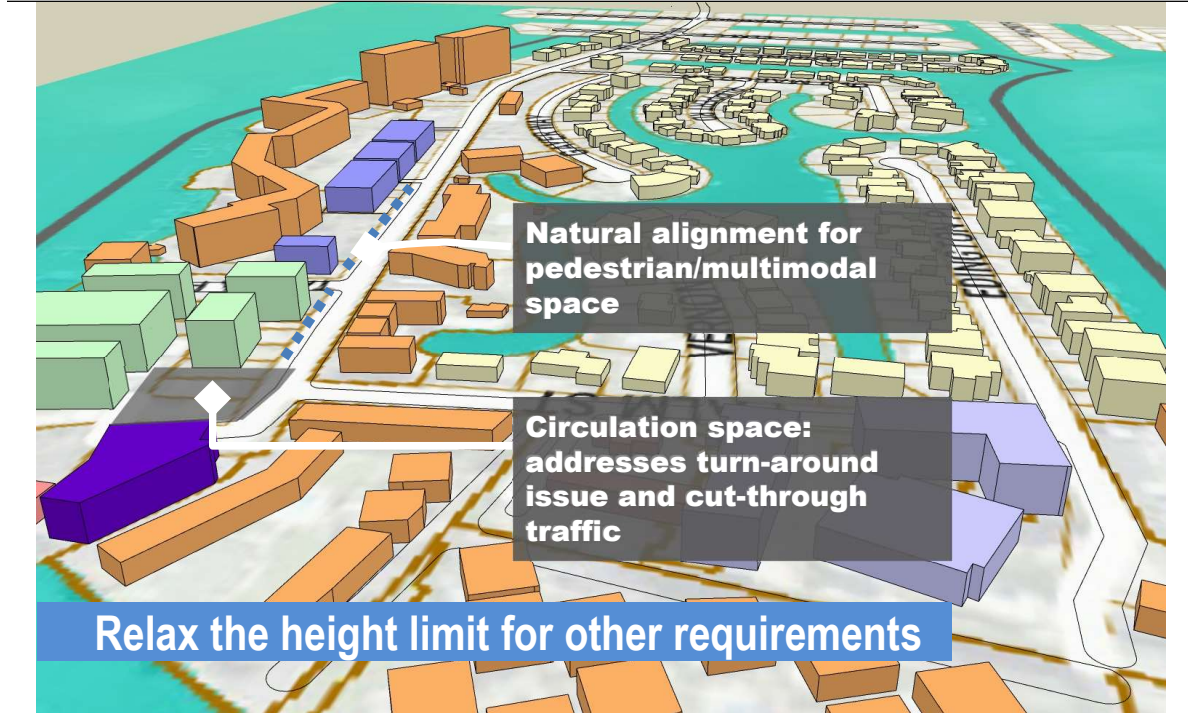 Natural alignment for
pedestrian/multimodal
space
Circulation space:
addresses turn-around
issue and cut-through
traffic
Relax the height limit for other requirements